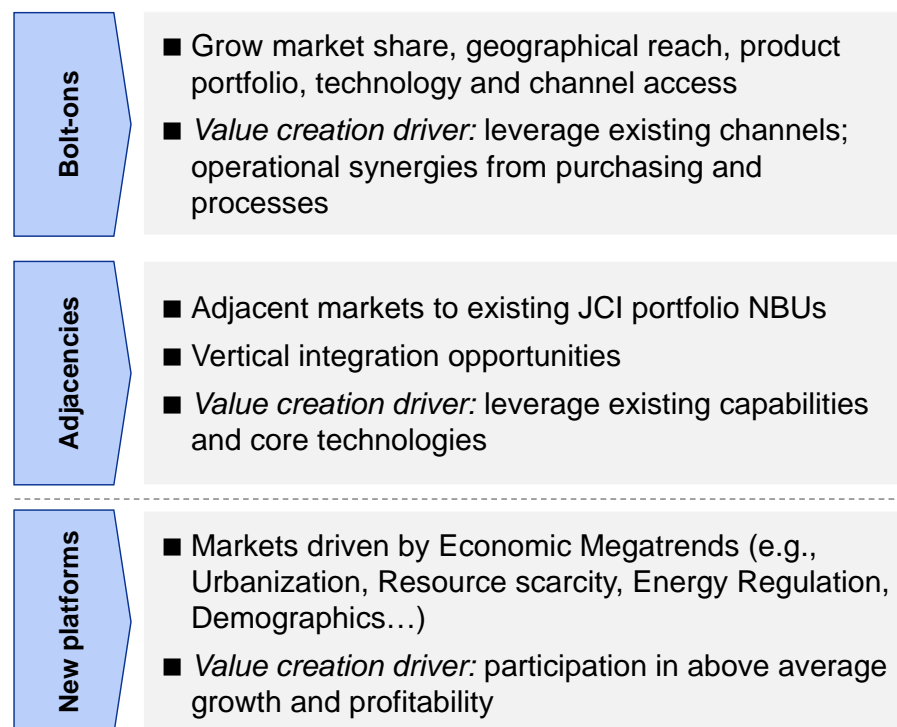 Bolt-ons
■ Grow market share, geographical reach, product
portfolio, technology and channel access
■ Value creation driver: leverage existing channels;
operational synergies from purchasing and
processes
Adjacencies
■ Adjacent markets to existing JCI portfolio NBUs
■ Vertical integration opportunities
■ Value creation driver: leverage existing capabilities
and core technologies
New platforms
■ Markets driven by Economic Megatrends (e.g.,
Urbanization, Resource scarcity, Energy Regulation,
Demographics…)
■ Value creation driver: participation in above average
growth and profitability